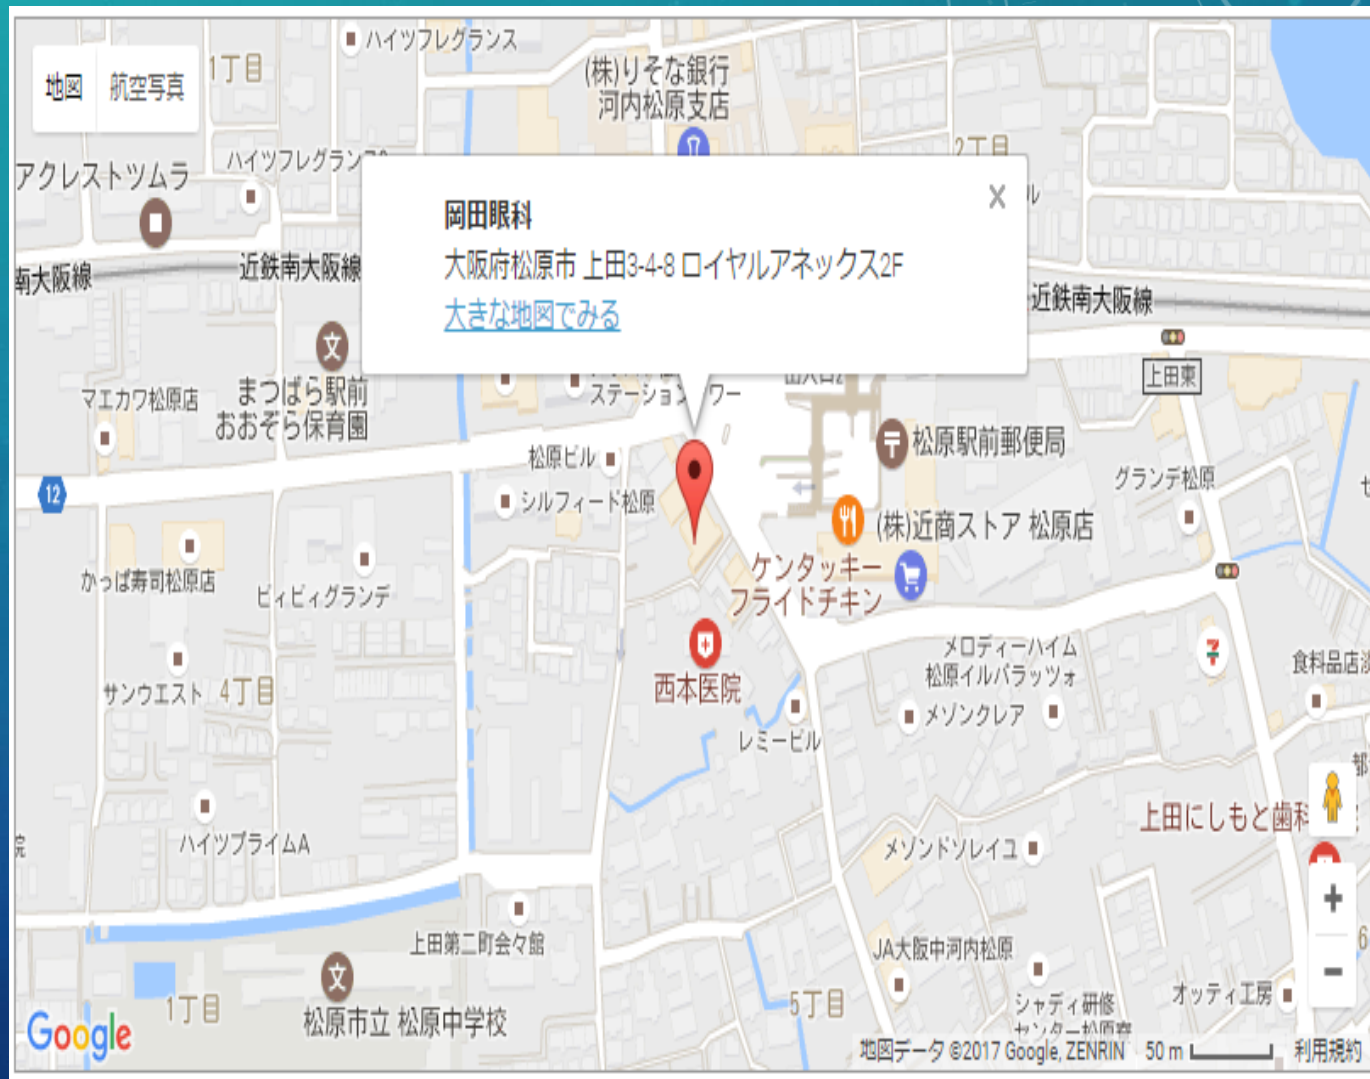 地図 航空写真
1丁目
ハイツフレグランス
(株)りそな銀行
河内松原支店
2丁目
アクレストツムラ
ハイツフレグランス
岡田眼科
大阪府松原市 上田3-4-8 ロイヤルアネックス2F
大きな地図でみる
南大阪線
近鉄南大阪線
近鉄南大阪線
上田東
まつばら駅前
おおぞら保育園
マエカワ松原店
ステーション
ワー
松原駅前郵便局
松原ビル
シルフィード松原
グランデ松原
12
(株)近商ストア 松原店
ケンタッキー
フライドチキン
かっぱ寿司松原店
ビィビィグランデ
メロディーハイム
松原イルパラッツォ
食料品店
西本医院
サンウエスト
4丁目
メゾンクレア
レミービル
上田にしもと歯科
ハイツプライムA
メゾンドソレイユ
上田第二町会々館
JA大阪中河内松原
1丁目
松原市立 松原中学校
5丁目
シャディ研修
センター松原寮
オッティ工房
6
Google
地図データ ©2017 Google, ZENRIN 50 m 利用規約